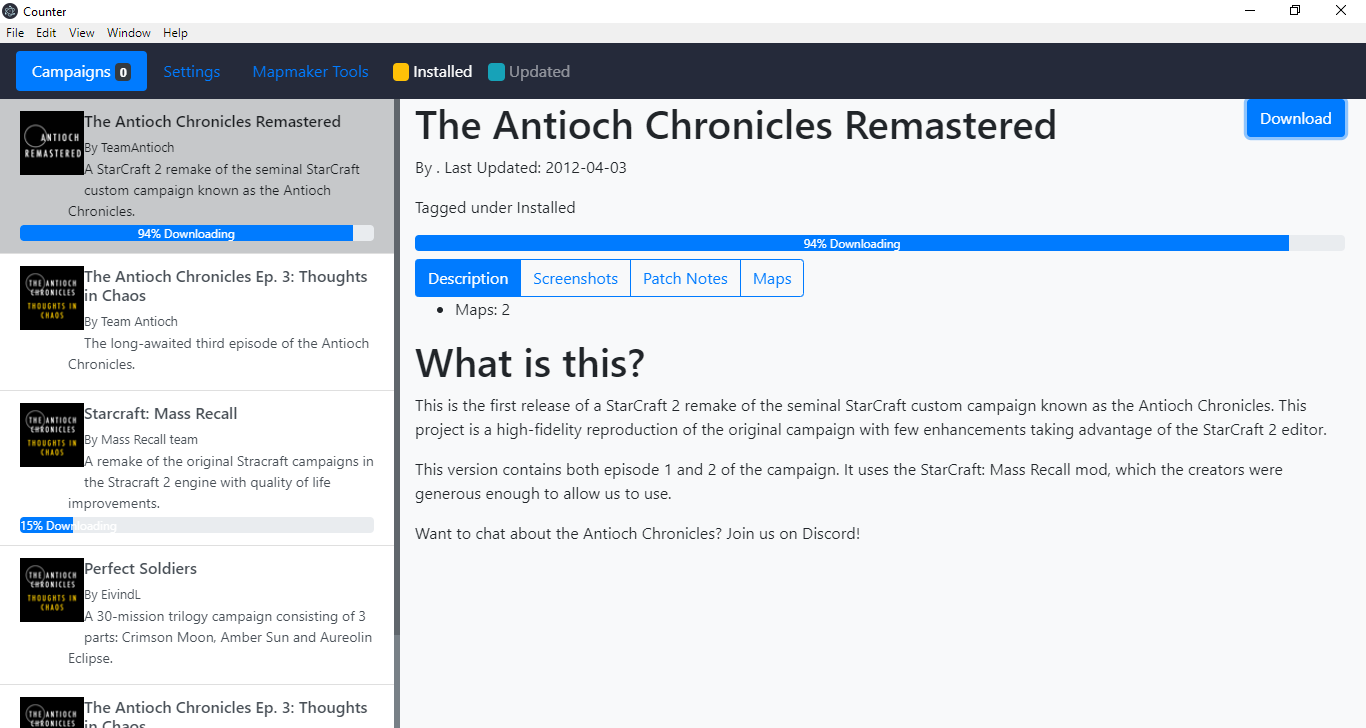 Counter
File Edit View Window Help
Campaigns 0 Settings Mapmaker Tools Installed Updated
ANTIOCH
REMASTERED
The Antioch Chronicles Remastered
By TeamAntioch
A StarCraft 2 remake of the seminal StarCraft
custom campaign known as the Antioch
Chronicles.
94% Downloading
THE ANTIOCH
CHRONICLES
THOUGHTS IN
CHAOS
The Antioch Chronicles Ep. 3: Thoughts
in Chaos
By Team Antioch
The long-awaited third episode of the Antioch
Chronicles.
THE ANTIOCH
CHRONICLES
THOUGHTS IN
CHAOS
Starcraft: Mass Recall
By Mass Recall team
A remake of the original Stracraft campaigns in
the Stracraft 2 engine with quality of life
improvements.
15% Downloading
THE ANTIOCH
CHRONICLES
THOUGHTS IN
CHAOS
Perfect Soldiers
By EivindL
A 30-mission trilogy campaign consisting of 3
parts: Crimson Moon, Amber Sun and Aureolin
Eclipse.
THE ANTIOCH
CHRONICLES
The Antioch Chronicles Ep. 3: Thoughts
in Chaos
The Antioch Chronicles Remastered
Download
By . Last Updated: 2012-04-03
Tagged under Installed
94% Downloading
Description Screenshots Patch Notes Maps
• Maps: 2
What is this?
This is the first release of a StarCraft 2 remake of the seminal StarCraft custom campaign known as the Antioch Chronicles. This
project is a high-fidelity reproduction of the original campaign with few enhancements taking advantage of the StarCraft 2 editor.
This version contains both episode 1 and 2 of the campaign. It uses the StarCraft: Mass Recall mod, which the creators were
generous enough to allow us to use.
Want to chat about the Antioch Chronicles? Join us on Discord!